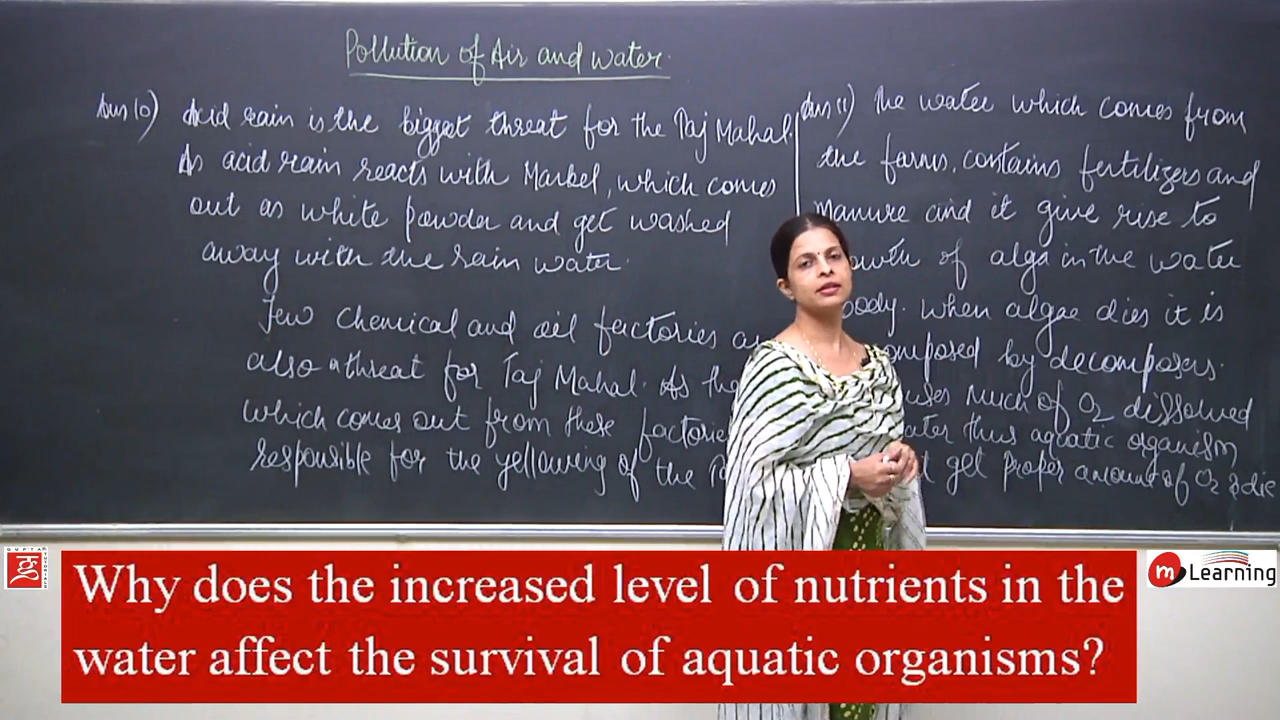 Pollution of Air and water.
Ans 10) Acid rain is the biggest threat for the Taj Mahal.
As acid rain reacts with Markel, which comes
out as white powder and get washed
away with the rain water.
Few chemical and oil factories a
also a threat for Taj Mahal. As the
which comes out from these factorie
responsible for the yellowing of the
Ans 11) The water which comes from
the farms, contains fertilizers and
manure and it give rise to
owth of alga in the water
body. When algae dies it is
omposed by decomposers.
uses much of O2 dissolved
ater thus aquatic organism
t get proper amount of O2 & die
GUPTA TUTORIALS
Why does the increased level of nutrients in the
water affect the survival of aquatic organisms?
m Learning